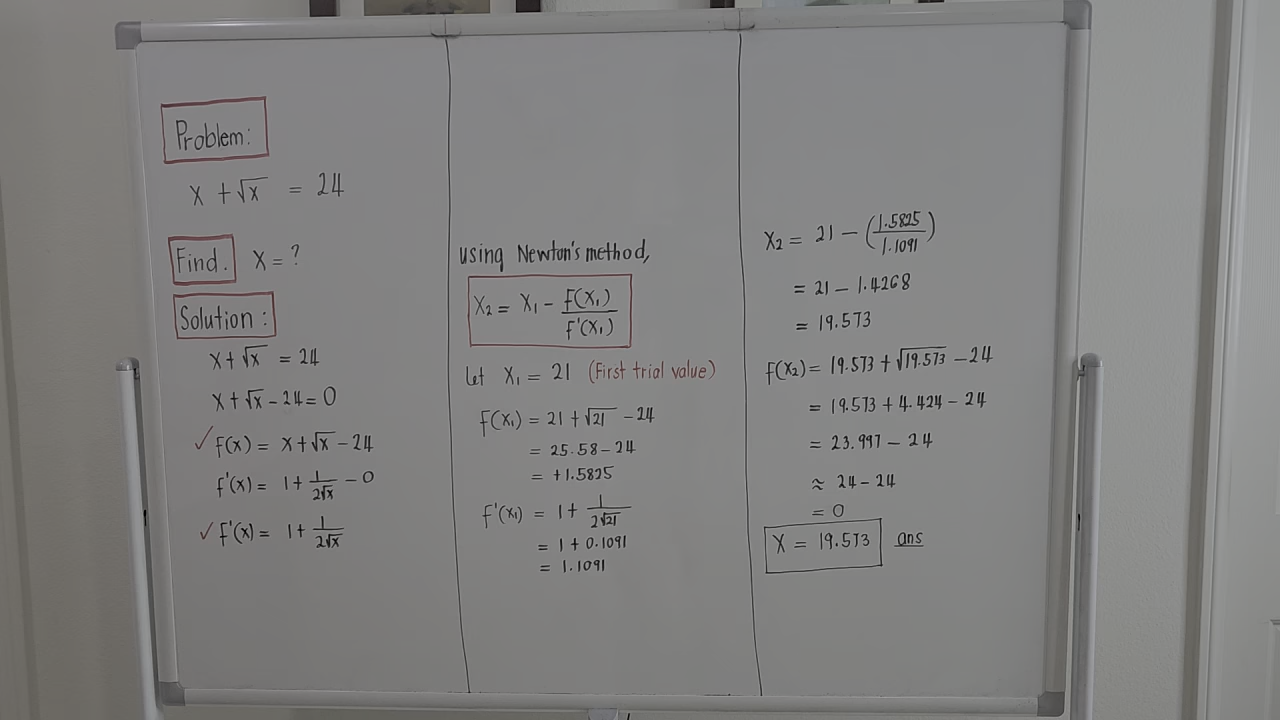 Problem:
x + √x = 24
Find. x = ?
Solution:
x + √x = 24
x + √x - 24 = 0
✓ f(x) = x + √x - 24
f'(x) = 1 + 1/(2√x) - 0
✓ f'(x) = 1 + 1/(2√x)
using Newton's method,
x₂ = x₁ - f(x₁)/f'(x₁)
let x₁ = 21 (First trial value)
f(x₁) = 21 + √21 - 24
= 25.58 - 24
= +1.5825
f'(x₁) = 1 + 1/(2√21)
= 1 + 0.1091
= 1.1091
x₂ = 21 - (1.5825/1.1091)
= 21 - 1.4268
= 19.573
f(x₂) = 19.573 + √19.573 - 24
= 19.573 + 4.424 - 24
= 23.997 - 24
≈ 24 - 24
= 0
x = 19.573 ans